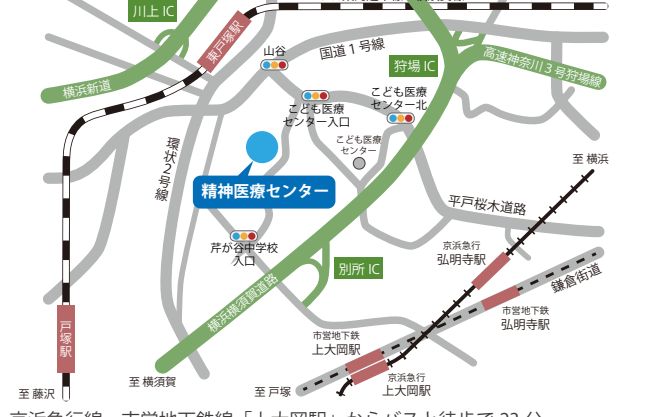 川上 IC
東戸塚駅
山谷
国道1号線
狩場 IC
高速神奈川3号狩場線
横浜新道
こども医療
センター北
こども医療
センター入口
こども医療
センター
環状2号線
至 横浜
精神医療センター
平戸桜木道路
芹が谷中学校
入口
京浜急行
弘明寺駅
別所 IC
鎌倉街道
横浜横須賀道路
市営地下鉄
弘明寺駅
戸塚駅
市営地下鉄
上大岡駅
至 藤沢
至 横須賀
至 戸塚
京浜急行
上大岡駅